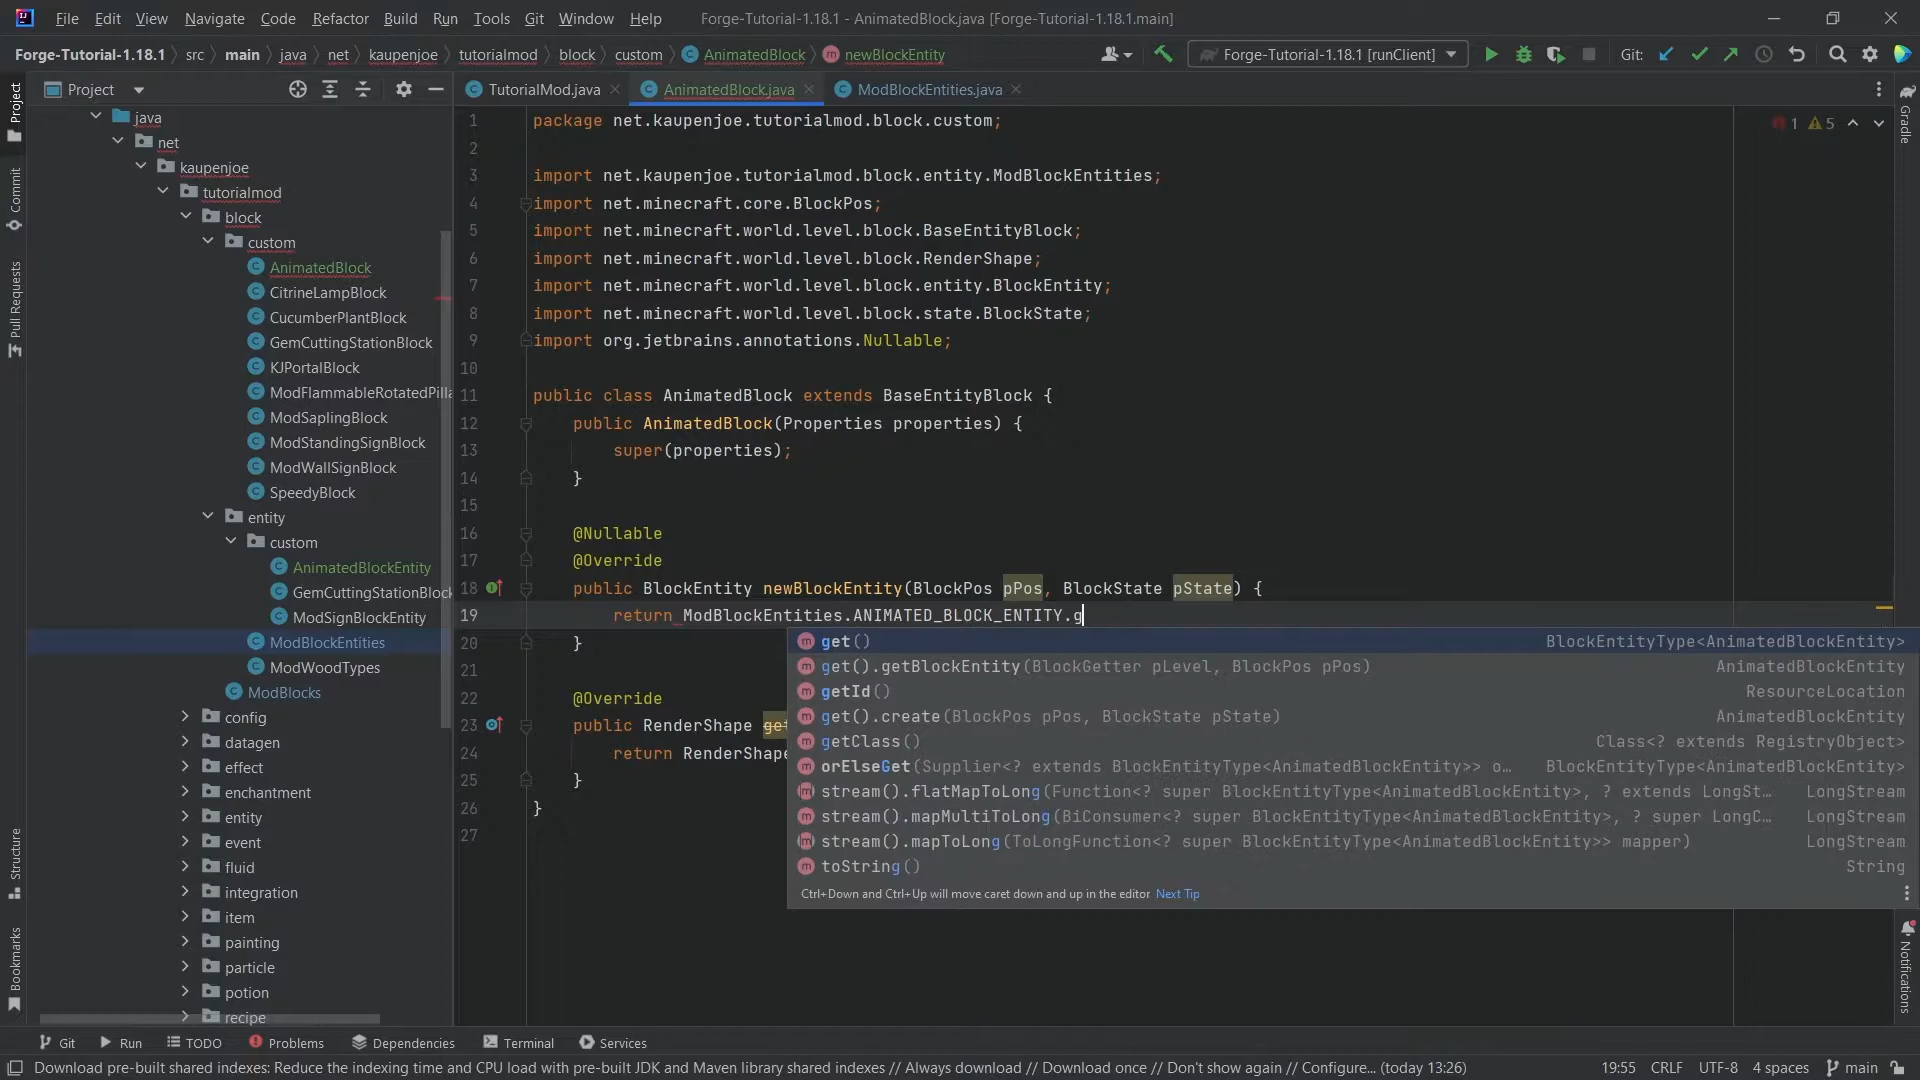 File Edit View Navigate Code Refactor Build Run Tools Git Window Help Forge-Tutorial-1.18.1 - AnimatedBlock.java [Forge-Tutorial-1.18.1.main]
Forge-Tutorial-1.18.1 src main java net kaupenjoe tutorialmod block custom AnimatedBlock newBlockEntity Forge-Tutorial-1.18.1 [runClient] Git:
Project TutorialMod.java AnimatedBlock.java ModBlockEntities.java
Project
Commit
Pull Requests
Structure
Bookmarks
java
net
kaupenjoe
tutorialmod
block
custom
AnimatedBlock
CitrineLampBlock
CucumberPlantBlock
GemCuttingStationBlock
KJPortalBlock
ModFlammableRotatedPilla
ModSaplingBlock
ModStandingSignBlock
ModWallSignBlock
SpeedyBlock
entity
custom
AnimatedBlockEntity
GemCuttingStationBlock
ModSignBlockEntity
ModBlockEntities
ModWoodTypes
ModBlocks
config
datagen
effect
enchantment
entity
event
fluid
integration
item
painting
particle
potion
recipe
1 package net.kaupenjoe.tutorialmod.block.custom;
2
3 import net.kaupenjoe.tutorialmod.block.entity.ModBlockEntities;
4 import net.minecraft.core.BlockPos;
5 import net.minecraft.world.level.block.BaseEntityBlock;
6 import net.minecraft.world.level.block.RenderShape;
7 import net.minecraft.world.level.block.entity.BlockEntity;
8 import net.minecraft.world.level.block.state.BlockState;
9 import org.jetbrains.annotations.Nullable;
10
11 public class AnimatedBlock extends BaseEntityBlock {
12 public AnimatedBlock(Properties properties) {
13 super(properties);
14 }
15
16 @Nullable
17 @Override
18 public BlockEntity newBlockEntity(BlockPos pPos, BlockState pState) {
19 return ModBlockEntities.ANIMATED_BLOCK_ENTITY.g
20 }
21
22 @Override
23 public RenderShape get
24 return RenderShape
25 }
26 }
27
get() BlockEntityType<AnimatedBlockEntity>
get().getBlockEntity(BlockGetter pLevel, BlockPos pPos) AnimatedBlockEntity
getId() ResourceLocation
get().create(BlockPos pPos, BlockState pState) AnimatedBlockEntity
getClass() Class<? extends RegistryObject>
orElseGet(Supplier<? extends BlockEntityType<AnimatedBlockEntity>> o… BlockEntityType<AnimatedBlockEntity>
stream().flatMapToLong(Function<? super BlockEntityType<AnimatedBlockEntity>, ? extends LongSt… LongStream
stream().mapMultiToLong(BiConsumer<? super BlockEntityType<AnimatedBlockEntity>, ? super LongC… LongStream
stream().mapToLong(ToLongFunction<? super BlockEntityType<AnimatedBlockEntity>> mapper) LongStream
toString() String
Ctrl+Down and Ctrl+Up will move caret down and up in the editor Next Tip
1 5
Gradle
Notifications
Git Run TODO Problems Dependencies Terminal Services
Download pre-built shared indexes: Reduce the indexing time and CPU load with pre-built JDK and Maven library shared indexes // Always download // Download once // Don't show again // Configure... (today 13:26) 19:55 CRLF UTF-8 4 spaces main